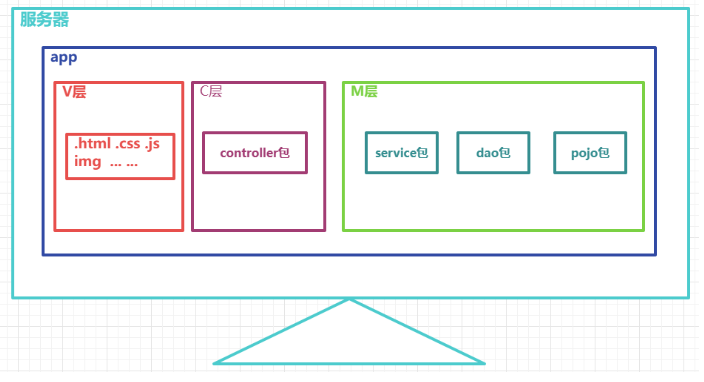 服务器
app
V层
C层
M层
.html .css .js
img ... ...
controller包
service包
dao包
pojo包